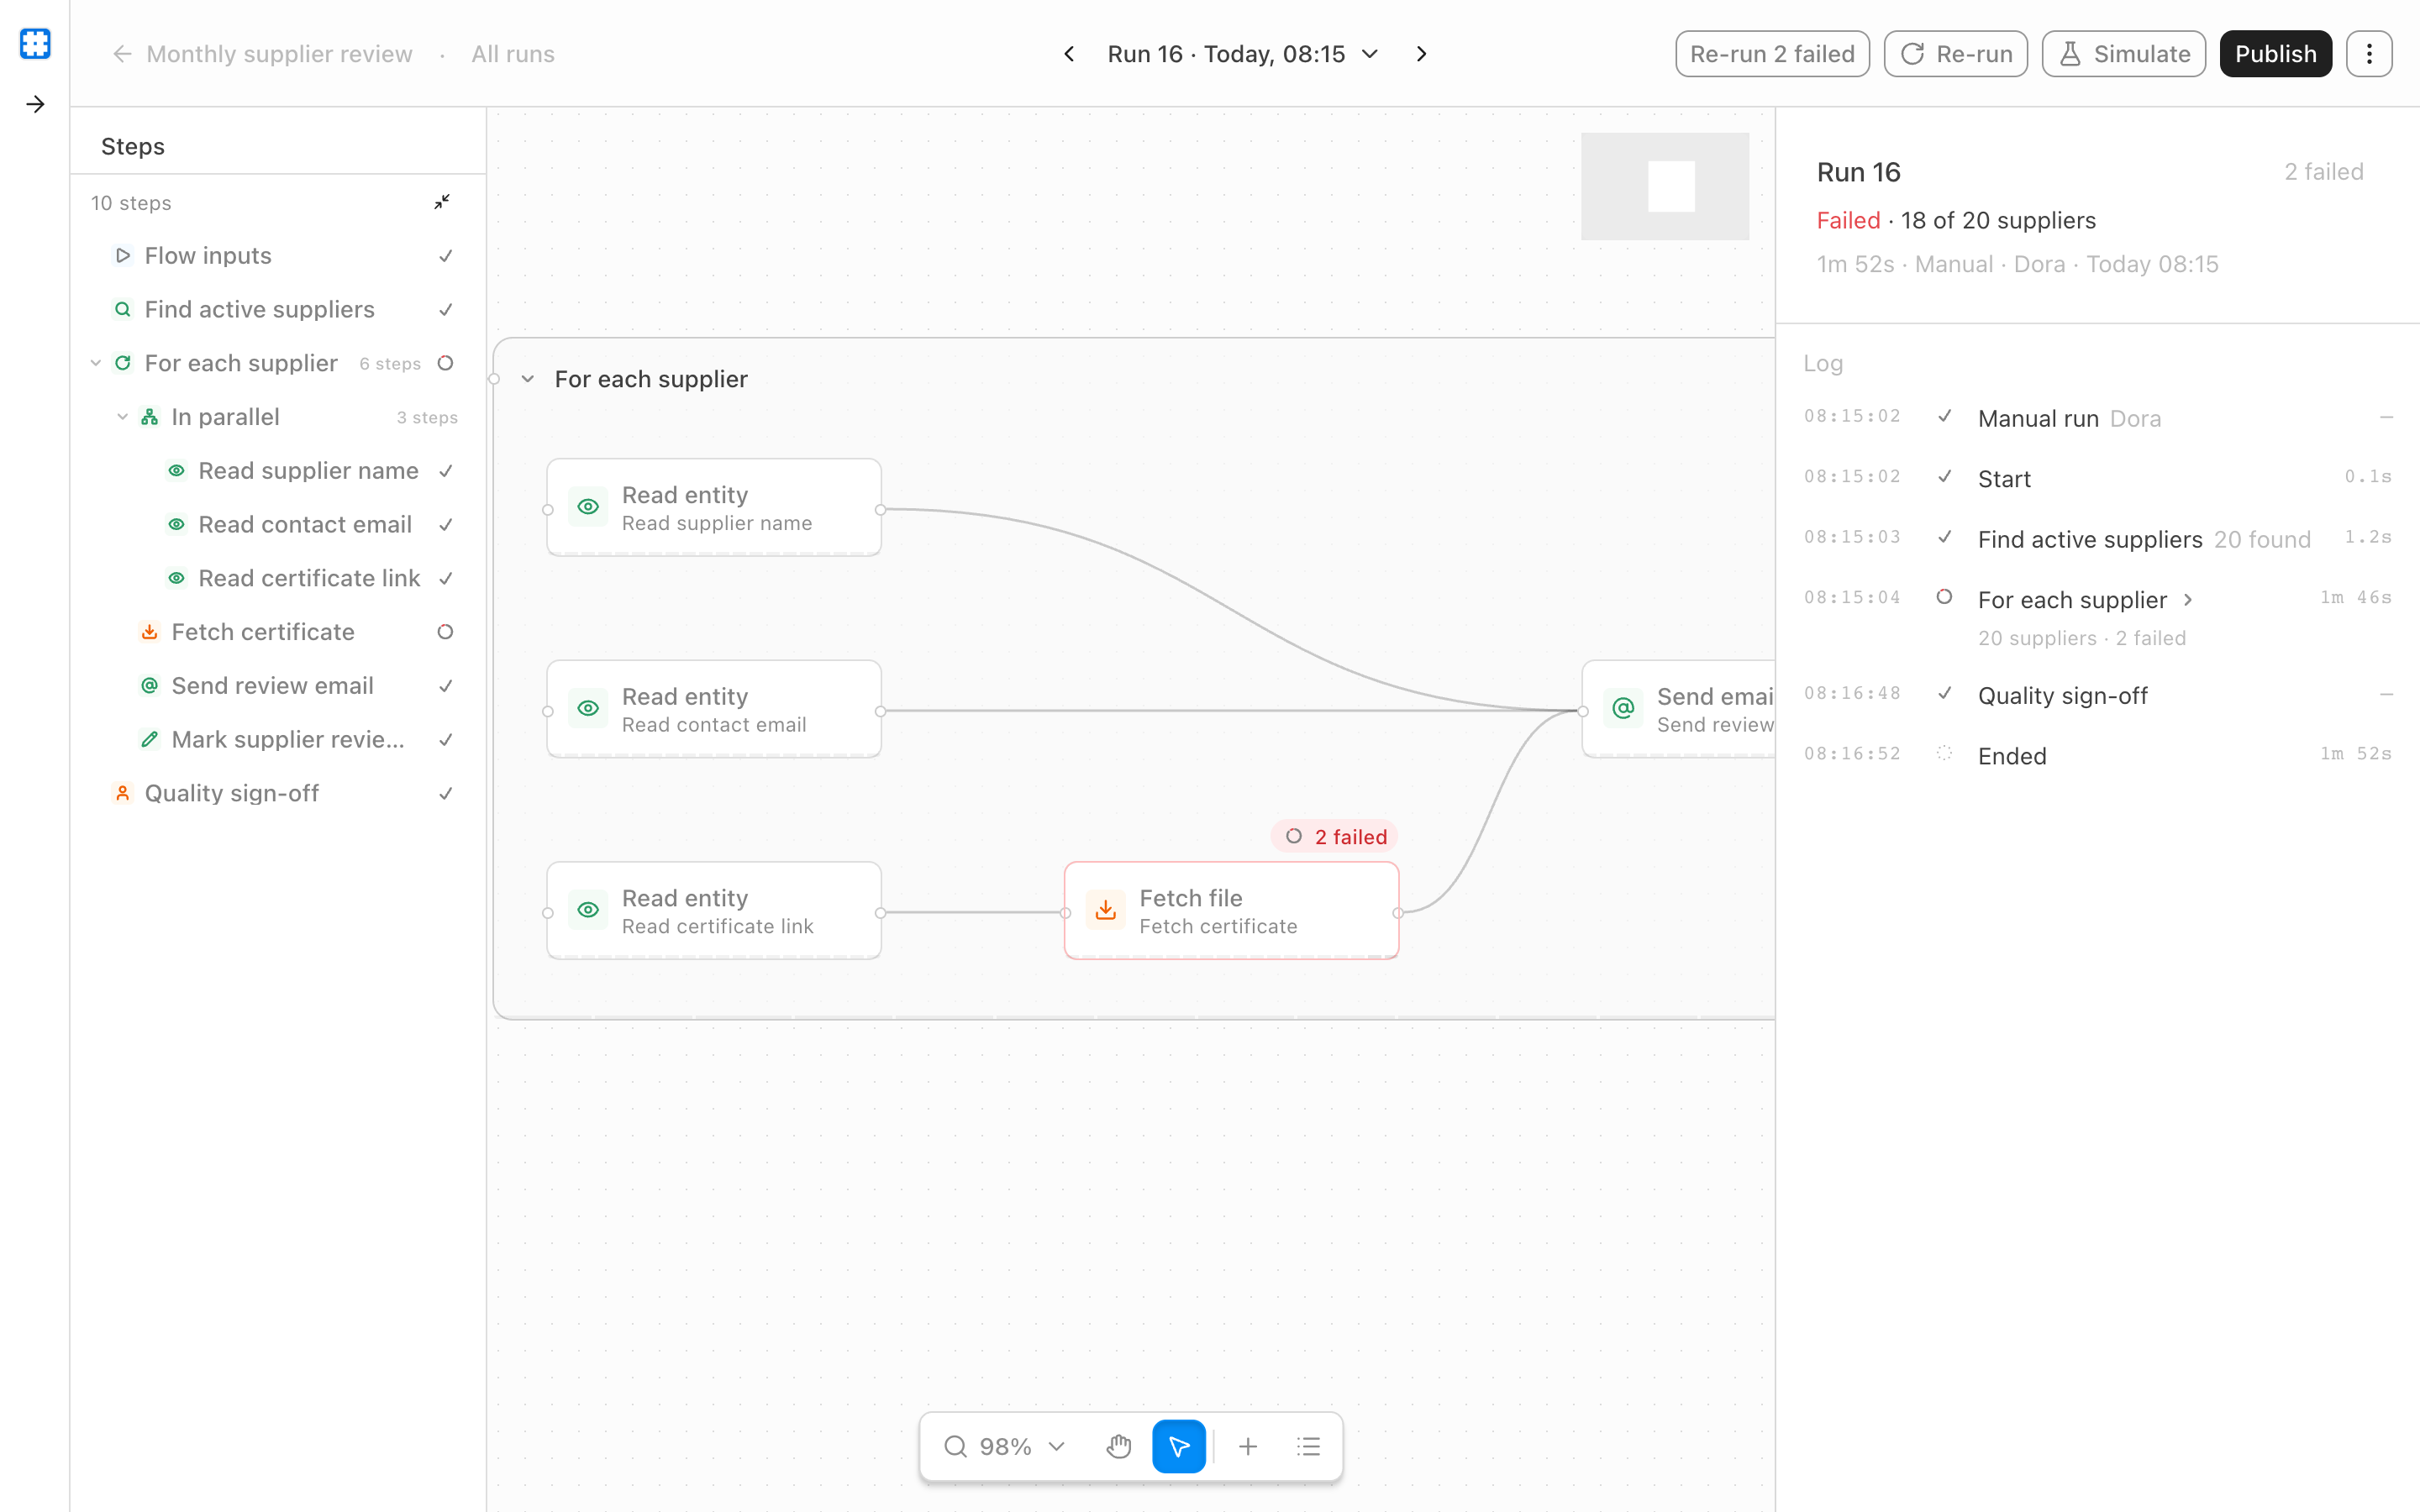 Monthly supplier review · All runs
Run 16 · Today, 08:15
Re-run 2 failed
Re-run
Simulate
Publish
Steps
10 steps
Flow inputs
Find active suppliers
For each supplier 6 steps
In parallel 3 steps
Read supplier name
Read contact email
Read certificate link
Fetch certificate
Send review email
Mark supplier revie...
Quality sign-off
For each supplier
Read entity
Read supplier name
Read entity
Read contact email
Send emai
Send review
2 failed
Read entity
Read certificate link
Fetch file
Fetch certificate
98%
Run 16 2 failed
Failed · 18 of 20 suppliers
1m 52s · Manual · Dora · Today 08:15
Log
08:15:02 Manual run Dora –
08:15:02 Start 0.1s
08:15:03 Find active suppliers 20 found 1.2s
08:15:04 For each supplier 1m 46s
20 suppliers · 2 failed
08:16:48 Quality sign-off –
08:16:52 Ended 1m 52s